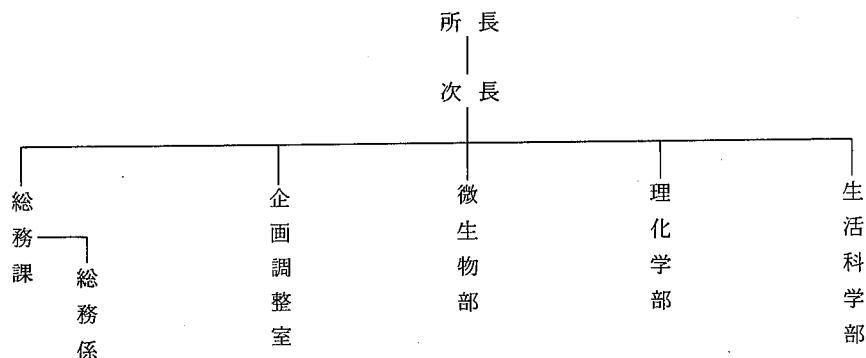 所長
次長
総務課
総務係
企画調整室
微生物部
理化学部
生活科学部